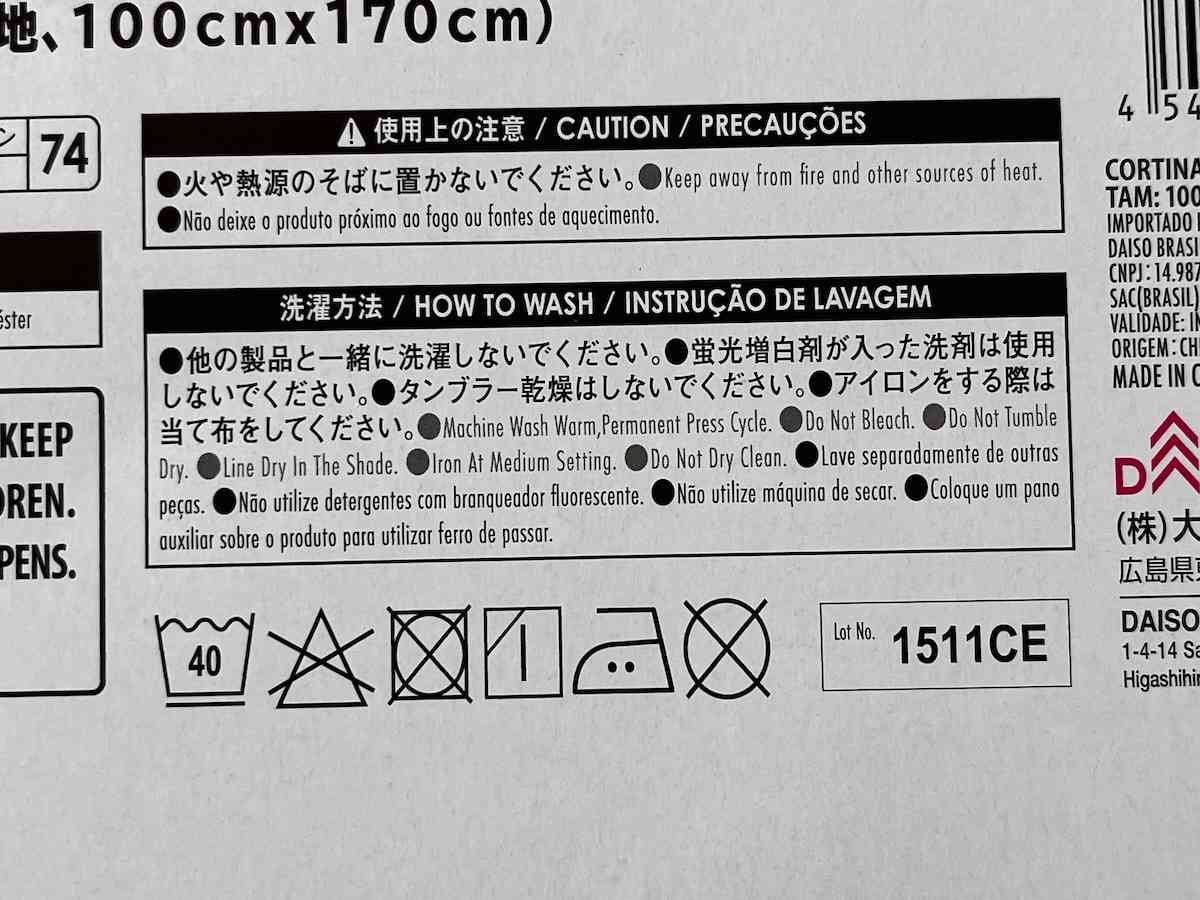 地、100cmx170cm)
ン
74
éster
KEEP
PENS.
⚠ 使用上の注意 / CAUTION / PRECAUÇÕES
●火や熱源のそばに置かないでください。●Keep away from fire and other sources of heat.
●Não deixe o produto próximo ao fogo ou fontes de aquecimento.
洗濯方法 / HOW TO WASH / INSTRUÇÃO DE LAVAGEM
●他の製品と一緒に洗濯しないでください。●蛍光増白剤が入った洗剤は使用
しないでください。●タンブラー乾燥はしないでください。●アイロンをする際は
当て布をしてください。●Machine Wash Warm,Permanent Press Cycle. ●Do Not Bleach. ●Do Not Tumble
Dry. ●Line Dry In The Shade. ●Iron At Medium Setting. ●Do Not Dry Clean. ●Lave separadamente de outras
peças. ●Não utilize detergentes com branqueador fluorescente. ●Não utilize máquina de secar. ●Coloque um pano
auxiliar sobre o produto para utilizar ferro de passar.
40
Lot No. 1511CE
4 54
CORTINA
TAM: 100
IMPORTADO
DAISO BRASI
CNPJ: 14.987
SAC(BRASIL)
VALIDADE: IN
ORIGEM: CH
MADE IN C
D
(株)大
広島県東
DAISO
1-4-14 Sa
Higashihir